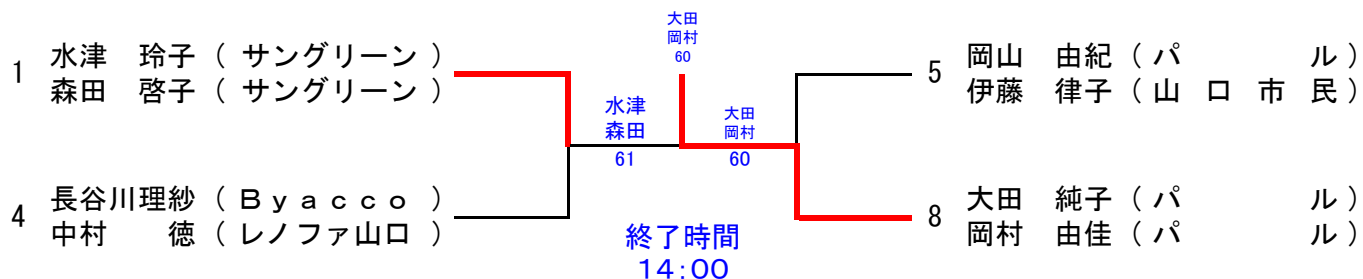 1
水津 玲子 ( サングリーン )
森田 啓子 ( サングリーン )
4
長谷川理紗 ( Ｂｙａｃｃｏ )
中村 徳 ( レノファ山口 )
水津
森田
61
大田
岡村
60
大田
岡村
60
終了時間
14:00
5
岡山 由紀 ( パ ル )
伊藤 律子 ( 山 口 市 民 )
8
大田 純子 ( パ ル )
岡村 由佳 ( パ ル )